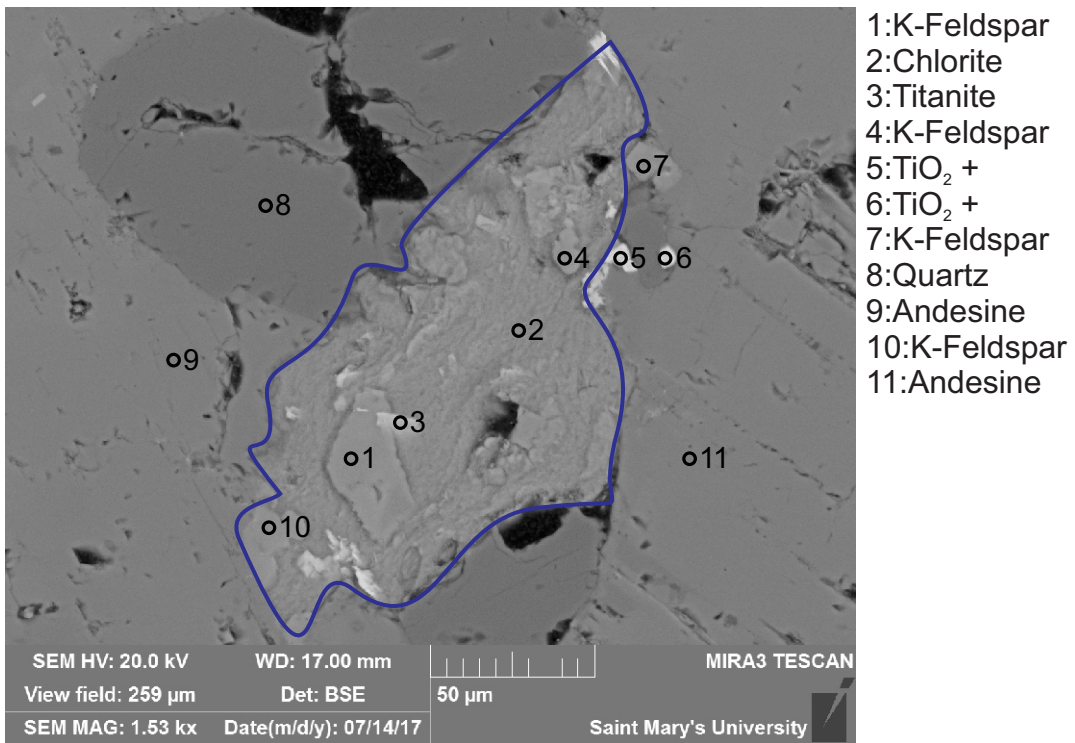 1:K-Feldspar
2:Chlorite
3:Titanite
4:K-Feldspar
5:TiO₂ +
6:TiO₂ +
7:K-Feldspar
8:Quartz
9:Andesine
10:K-Feldspar
11:Andesine
7
8
4
5
6
2
9
3
1
11
10
SEM HV: 20.0 kV WD: 17.00 mm MIRA3 TESCAN
View field: 259 µm Det: BSE 50 µm
SEM MAG: 1.53 kx Date(m/d/y): 07/14/17 Saint Mary's University